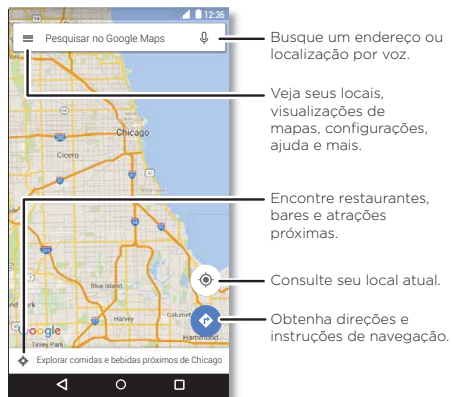 12:36
Pesquisar no Google Maps
Busque um endereço ou
localização por voz.
Veja seus locais,
visualizações de
mapas, configurações,
ajuda e mais.
Chicago
Cicero
Encontre restaurantes,
bares e atrações
próximas.
Consulte seu local atual.
Blue Island
Obtenha direções e
instruções de navegação.
Harvey
Calumet
Hammond
Google
Tinley Park
Explorar comidas e bebidas próximos de Chicago